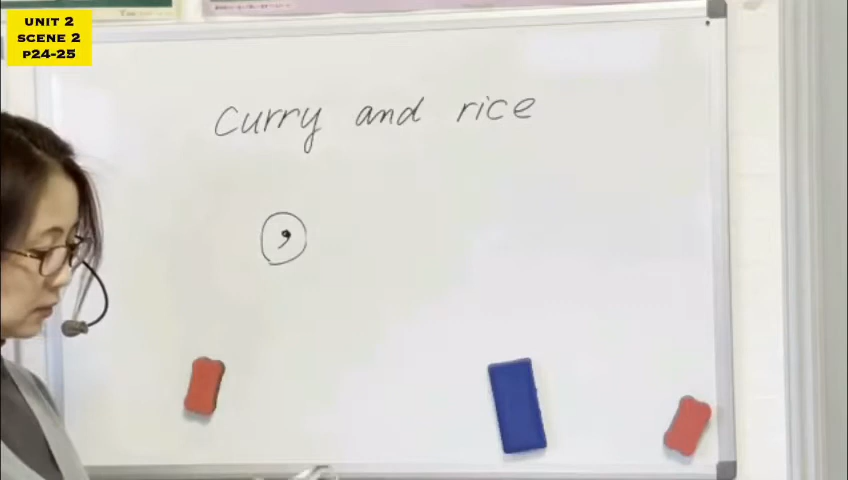 UNIT 2
SCENE 2
P24-25
Curry and rice
,